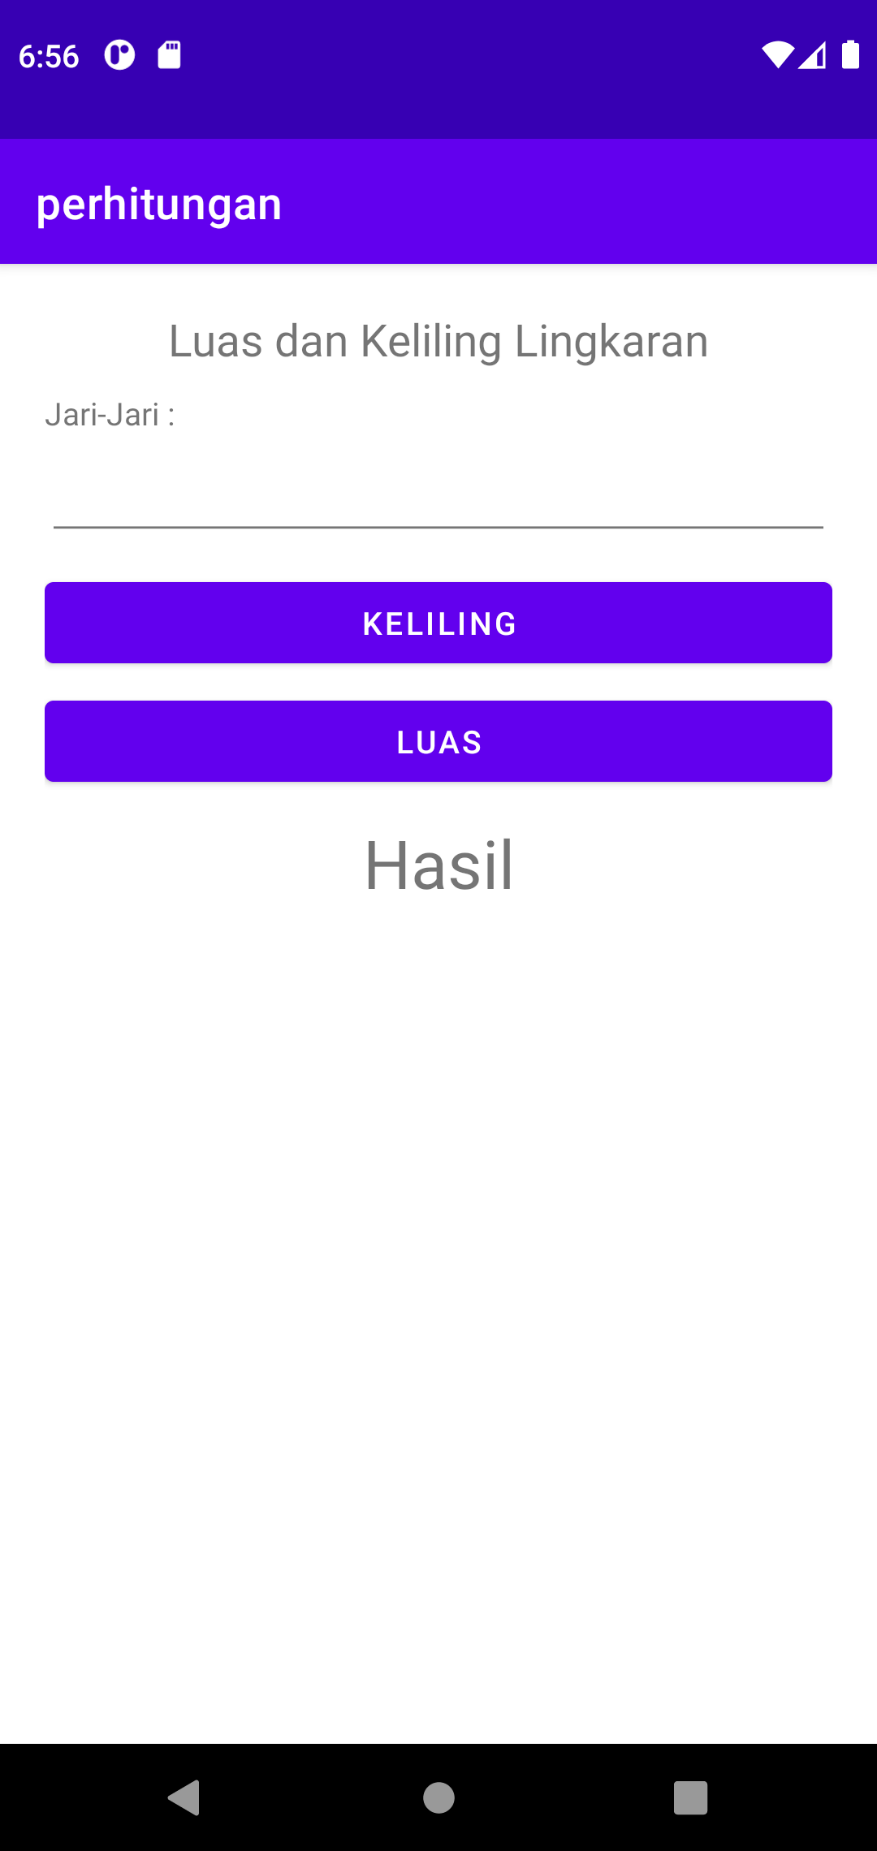 6:56
perhitungan
Luas dan Keliling Lingkaran
Jari-Jari :
KELILING
LUAS
Hasil